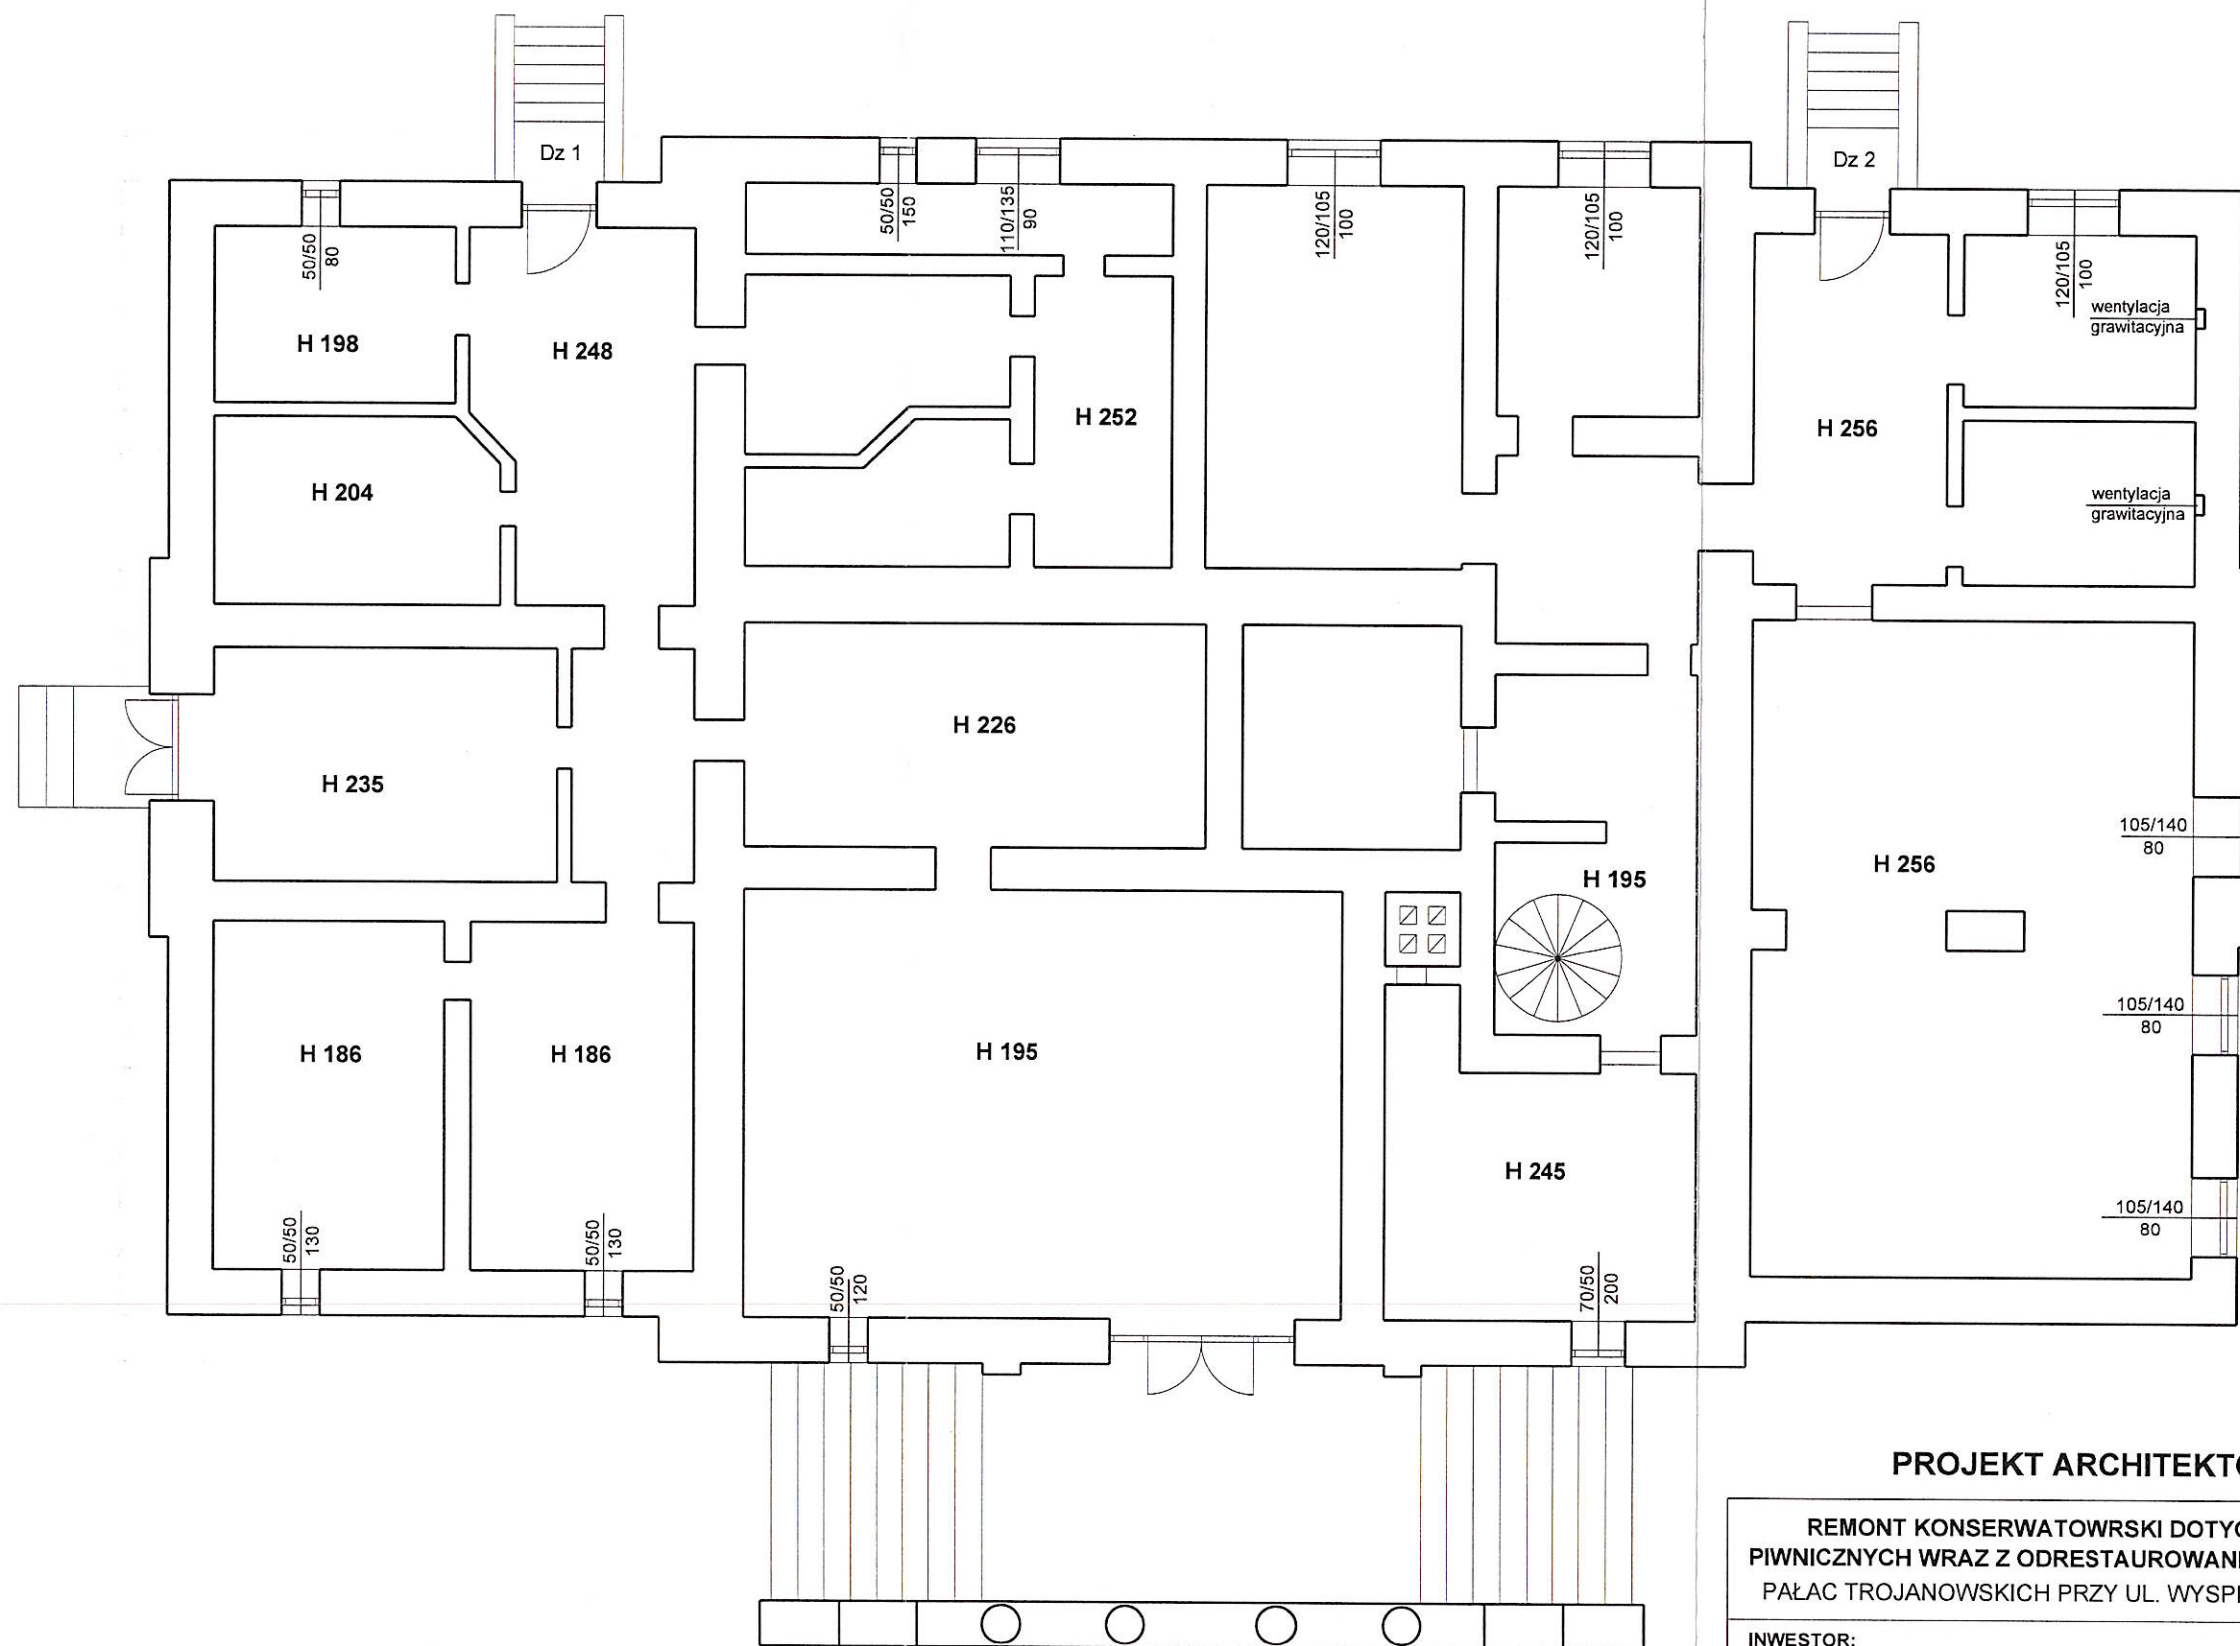 Dz 1
Dz 2
50/50
80
50/50
150
110/135
90
120/105
100
120/105
100
120/105
100
wentylacja
grawitacyjna
H 198
H 248
H 252
H 256
H 204
wentylacja
grawitacyjna
H 226
H 235
105/140
80
H 256
H 195
105/140
80
H 186
H 186
H 195
H 245
105/140
80
50/50
130
50/50
130
50/50
120
70/50
200
PROJEKT ARCHITEKT
REMONT KONSERWATOWRSKI DOTY
PIWNICZNYCH WRAZ Z ODRESTAUROWAN
PAŁAC TROJANOWSKICH PRZY UL. WYSP
INWESTOR: